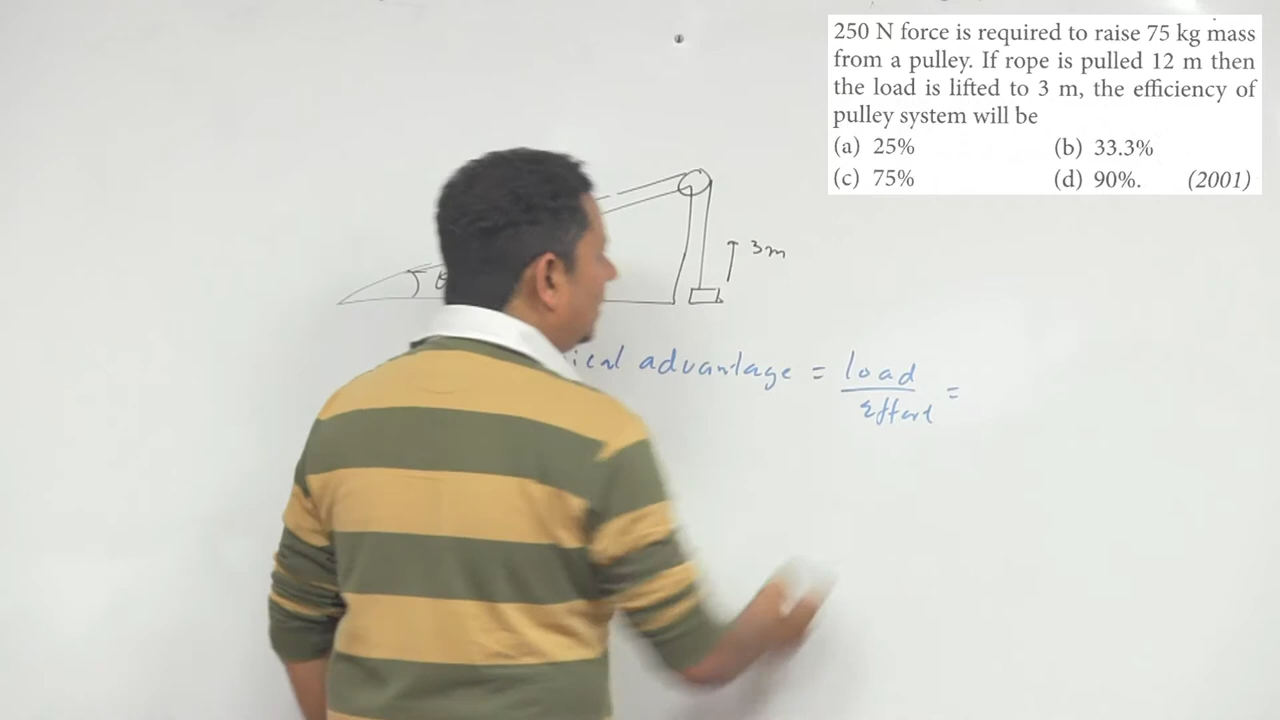 250 N force is required to raise 75 kg mass
from a pulley. If rope is pulled 12 m then
the load is lifted to 3 m, the efficiency of
pulley system will be
(a) 25% (b) 33.3%
(c) 75% (d) 90%. (2001)
3m
advantage = load
Effort =